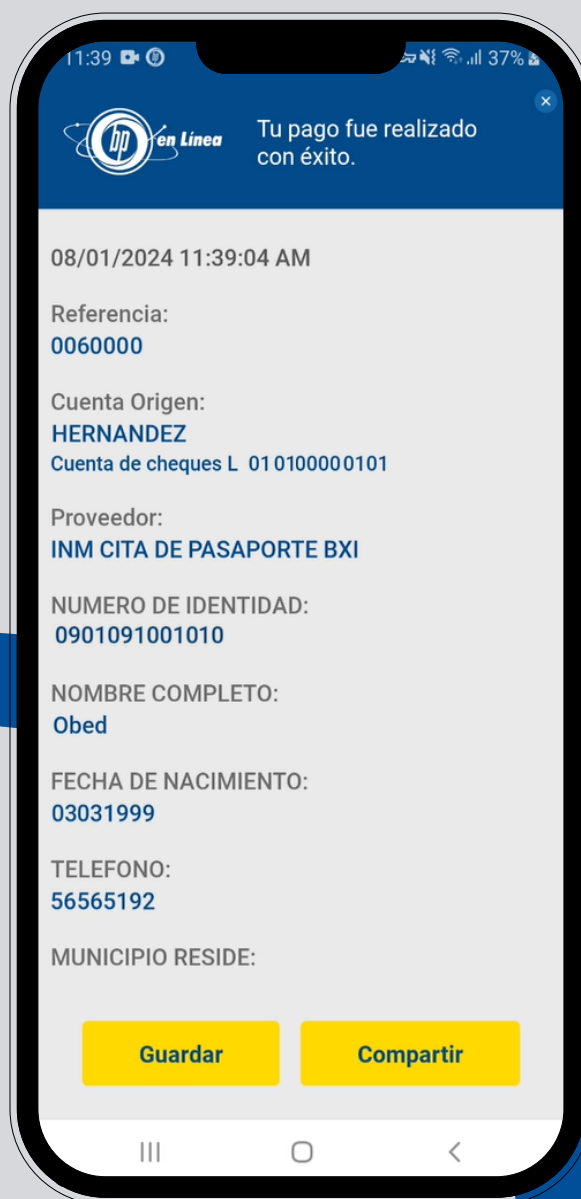 11:39 37%
bp en Línea
Tu pago fue realizado
con éxito.
08/01/2024 11:39:04 AM
Referencia:
0060000
Cuenta Origen:
HERNANDEZ
Cuenta de cheques L 010100000101
Proveedor:
INM CITA DE PASAPORTE BXI
NUMERO DE IDENTIDAD:
0901091001010
NOMBRE COMPLETO:
Obed
FECHA DE NACIMIENTO:
03031999
TELEFONO:
56565192
MUNICIPIO RESIDE:
Guardar Compartir